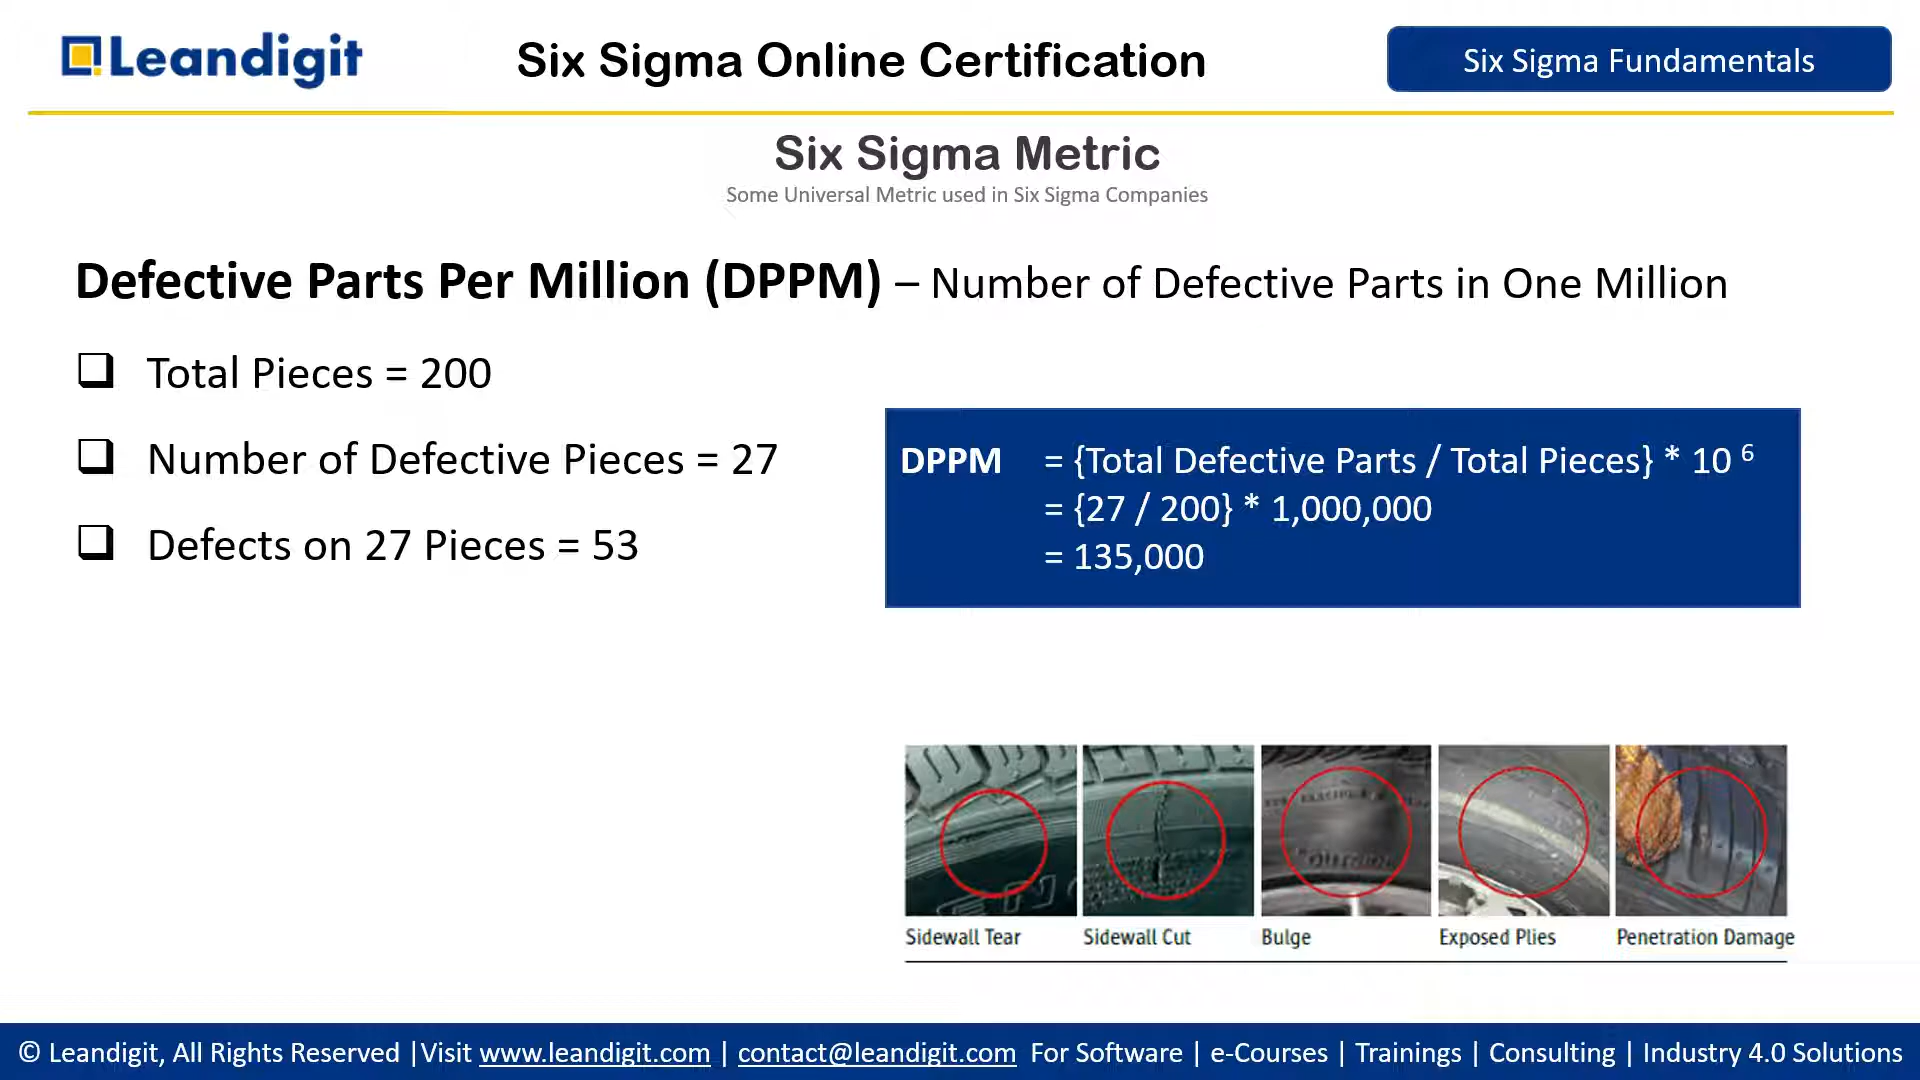 Leandigit
Six Sigma Online Certification
Six Sigma Fundamentals
Six Sigma Metric
Some Universal Metric used in Six Sigma Companies
Defective Parts Per Million (DPPM) – Number of Defective Parts in One Million
❑ Total Pieces = 200
❑ Number of Defective Pieces = 27
❑ Defects on 27 Pieces = 53
DPPM = {Total Defective Parts / Total Pieces} * 10 ⁶
= {27 / 200} * 1,000,000
= 135,000
Sidewall Tear
Sidewall Cut
Bulge
Exposed Plies
Penetration Damage
© Leandigit, All Rights Reserved |Visit www.leandigit.com | contact@leandigit.com For Software | e-Courses | Trainings | Consulting | Industry 4.0 Solutions